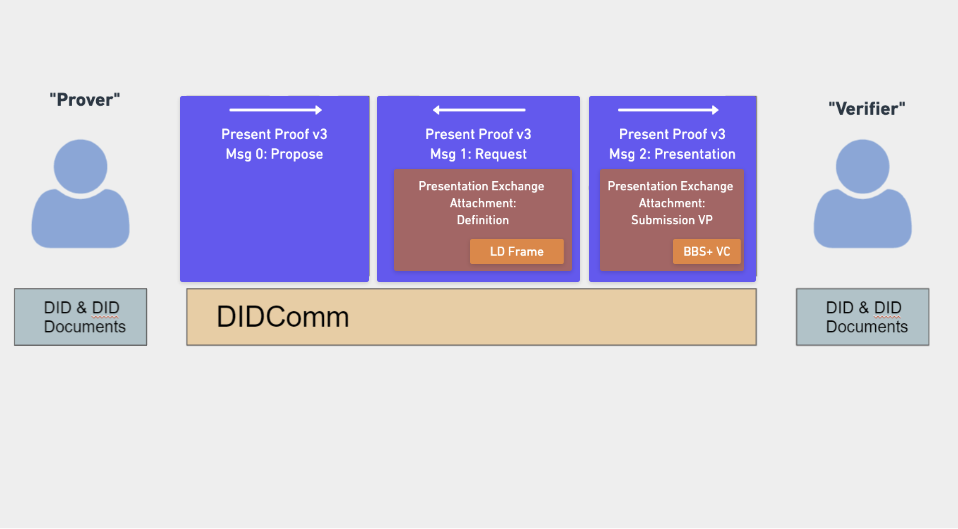 "Prover"
Present Proof v3
Msg 0: Propose
Present Proof v3
Msg 1: Request
Presentation Exchange
Attachment:
Definition
LD Frame
Present Proof v3
Msg 2: Presentation
Presentation Exchange
Attachment:
Submission VP
BBS+ VC
"Verifier"
DID & DID
Documents
DIDComm
DID & DID
Documents